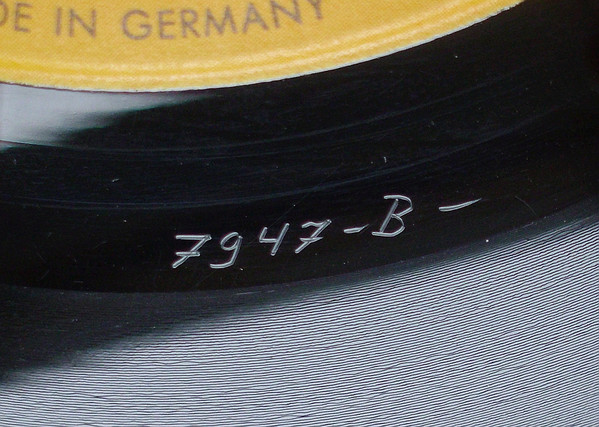 DE IN GERMANY
7947-B-